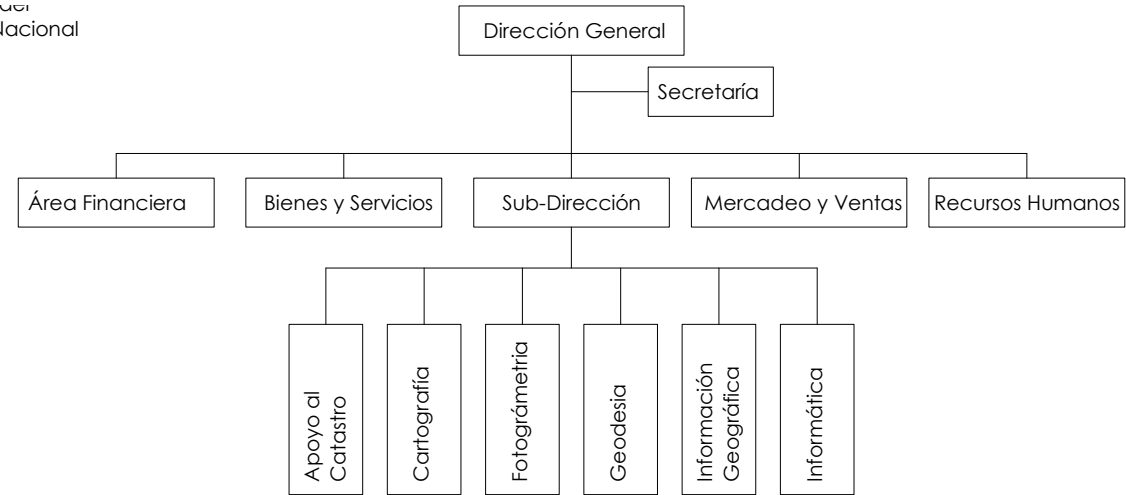 del
Nacional
Dirección General
Secretaría
Área Financiera
Bienes y Servicios
Sub-Dirección
Mercadeo y Ventas
Recursos Humanos
Apoyo al
Catastro
Cartografía
Fotográmetria
Geodesia
Información
Geográfica
Informática